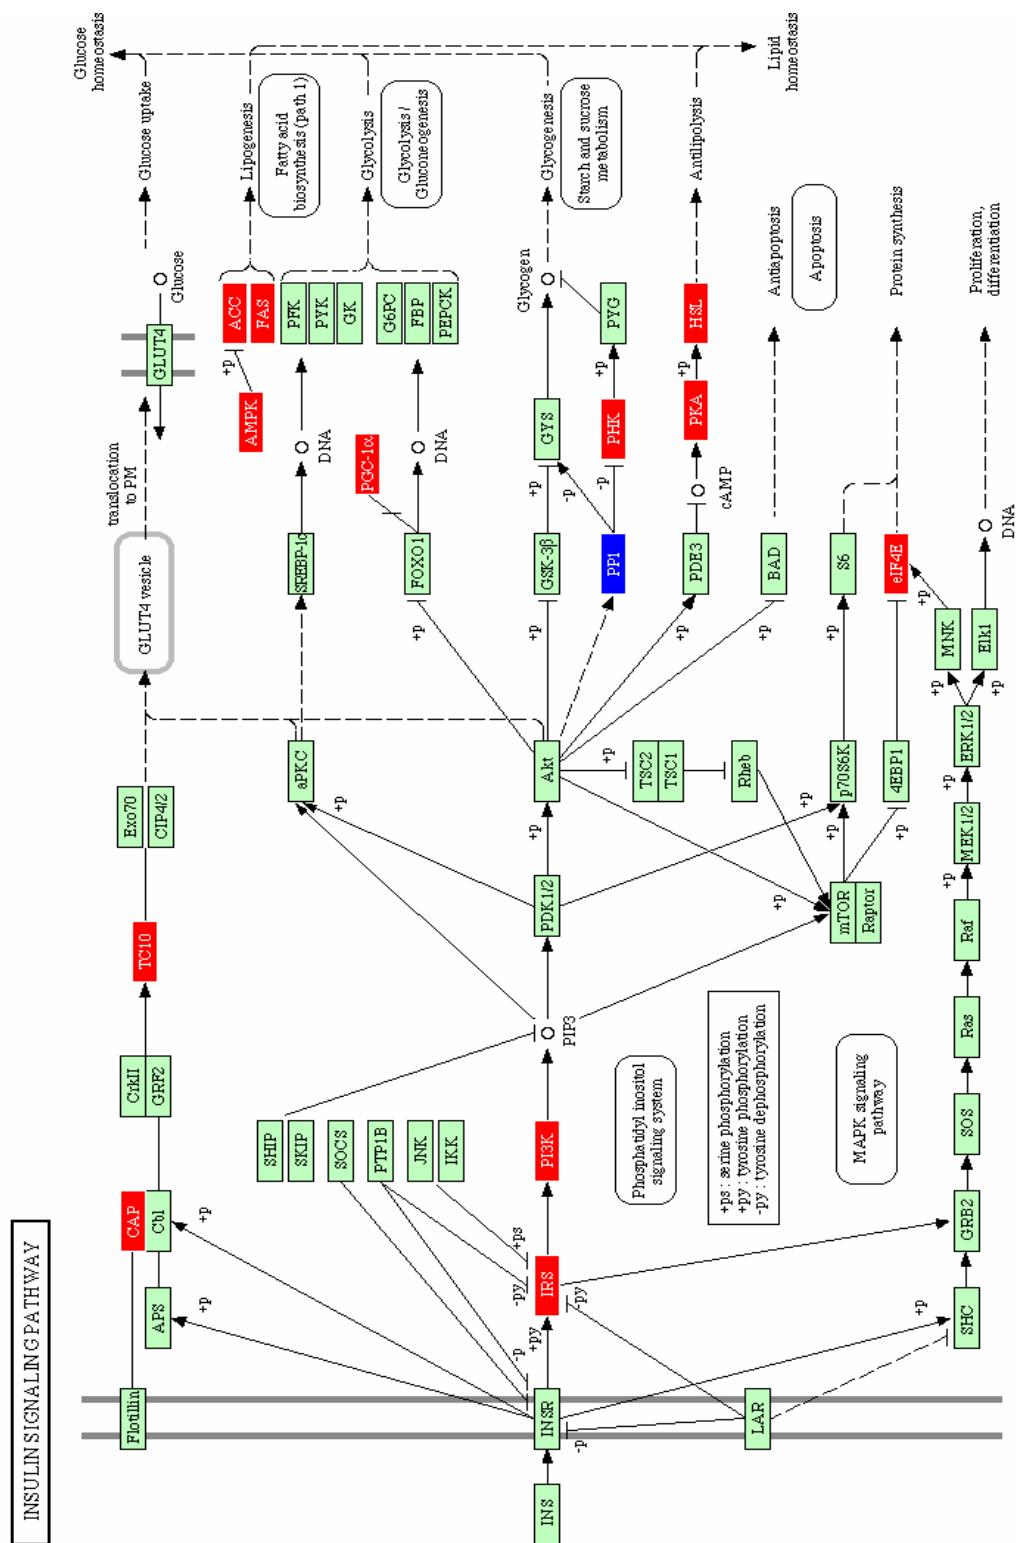 INSULIN SIGNALING PATHWAY
Flotillin
CAP
Cbl
APS
+p
+p
CrkII
GRF2
TC10
Exo70
CIP4/2
GLUT4 vesicle
translocation
to PM
GLUT4
Glucose
Glucose uptake
Glucose
homeostasis
SHIP
SKIP
SOCS
PTP1B
JNK
IKK
aPKC
+p
SREBP-1c
DNA
AMPK
+p
ACC
FAS
PFK
PYK
GK
Lipogenesis
Fatty acid
biosynthesis (path 1)
PGC-1α
FOXO1
+p
DNA
G6PC
FBP
PEPCK
Glycolysis
Glycolysis /
Gluconeogenesis
INS
INSR
-p
-p
+py
-py
+ps
-py
IRS
PI3K
PIP3
PDK1/2
+p
Akt
GSK-3β
+p
GYS
-p
Glycogen
Glycogenesis
Starch and sucrose
metabolism
PP1
-p
PHK
+p
PYG
PDE3
+p
cAMP
PKA
+p
HSL
Antilipolysis
Lipid
homeostasis
Phosphatidyl inositol
signaling system
TSC2
TSC1
+p
Rheb
BAD
+p
Antiapoptosis
Apoptosis
LAR
+ps : serine phosphorylation
+py : tyrosine phosphorylation
-py : tyrosine dephosphorylation
mTOR
Raptor
+p
p70S6K
+p
+p
+p
S6
4EBP1
+p
eIF4E
+p
Protein synthesis
MAPK signaling
pathway
SHC
+p
GRB2
SOS
Ras
Raf
+p
MEK1/2
+p
ERK1/2
+p
+p
MNK
Elk1
DNA
Proliferation,
differentiation